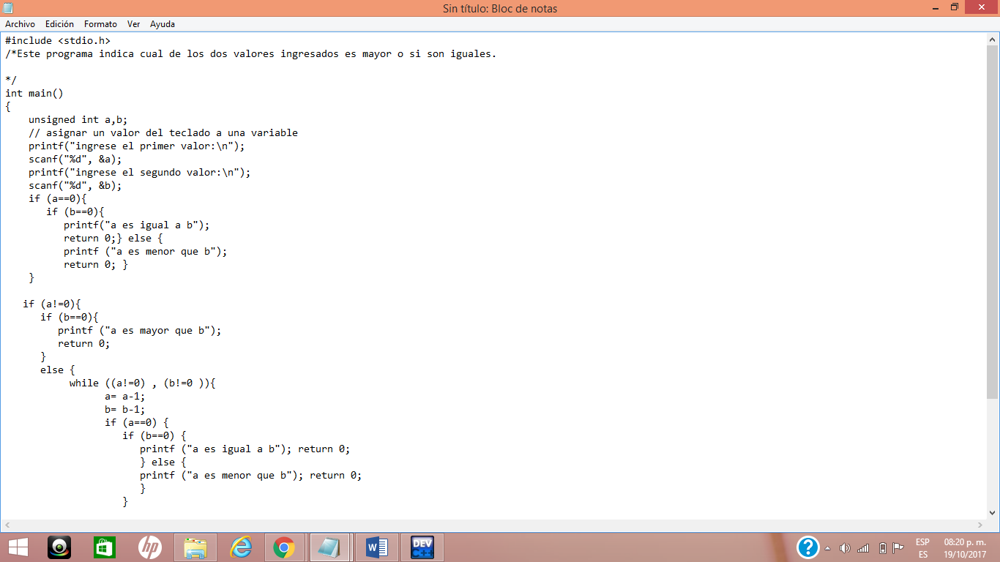 Sin título: Bloc de notas
Archivo Edición Formato Ver Ayuda
#include <stdio.h>
/*Este programa indica cual de los dos valores ingresados es mayor o si son iguales.

*/
int main()
{
    unsigned int a,b;
    // asignar un valor del teclado a una variable
    printf("ingrese el primer valor:\n");
    scanf("%d", &a);
    printf("ingrese el segundo valor:\n");
    scanf("%d", &b);
    if (a==0){
       if (b==0){
          printf("a es igual a b");
          return 0;} else {
          printf ("a es menor que b");
          return 0; }
    }

   if (a!=0){
      if (b==0){
         printf ("a es mayor que b");
         return 0;
      }
      else {
           while ((a!=0) , (b!=0 )){
                 a= a-1;
                 b= b-1;
                 if (a==0) {
                    if (b==0) {
                       printf ("a es igual a b"); return 0;
                       } else {
                       printf ("a es menor que b"); return 0;
                       }
                    }
hp
W
DEV
C++
?
ESP
ES
08:20 p. m.
19/10/2017